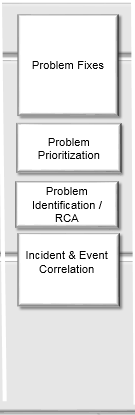 Problem Fixes
Problem
Prioritization
Problem
Identification /
RCA
Incident & Event
Correlation